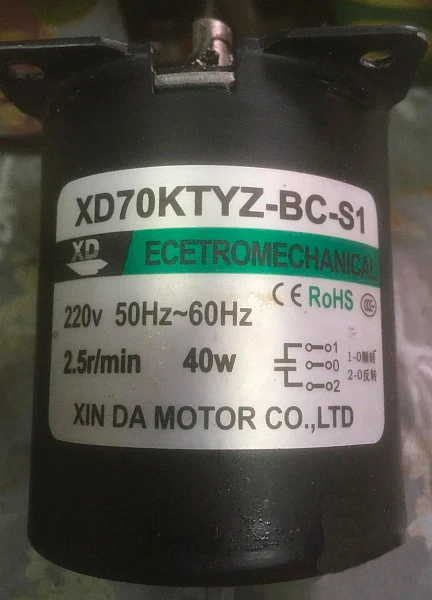 XD70KTYZ-BC-S1
XD ECETROMECHANICAL
CE RoHS CCC
220v 50Hz~60Hz
2.5r/min 40w
1 1-0顺转
0 2-0反转
2
XIN DA MOTOR CO.,LTD